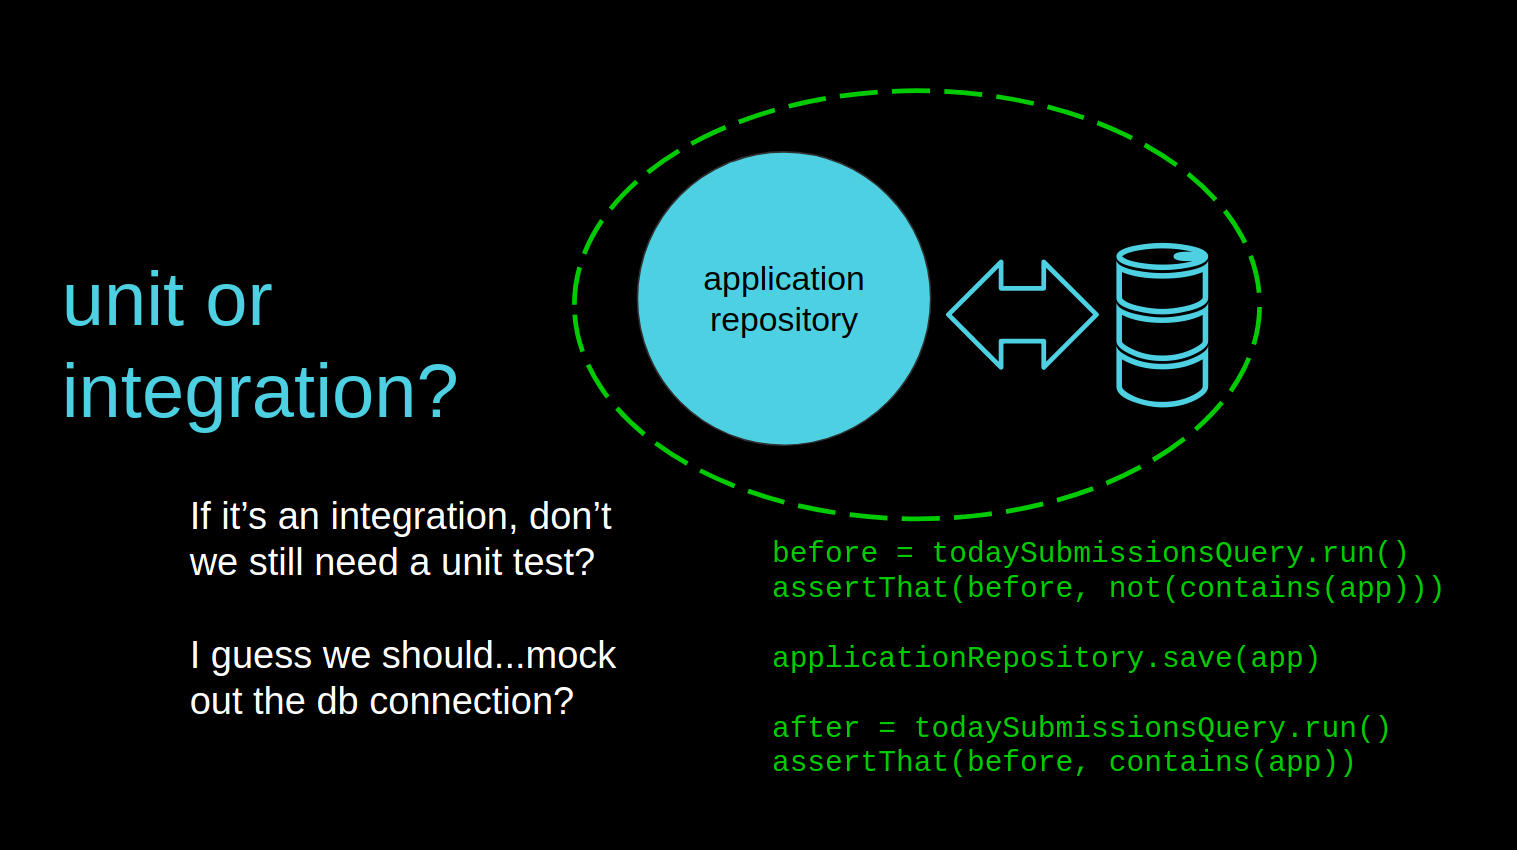 unit or
integration?
application
repository
If it’s an integration, don’t
we still need a unit test?
I guess we should...mock
out the db connection?
before = todaySubmissionsQuery.run()
assertThat(before, not(contains(app)))
applicationRepository.save(app)
after = todaySubmissionsQuery.run()
assertThat(before, contains(app))